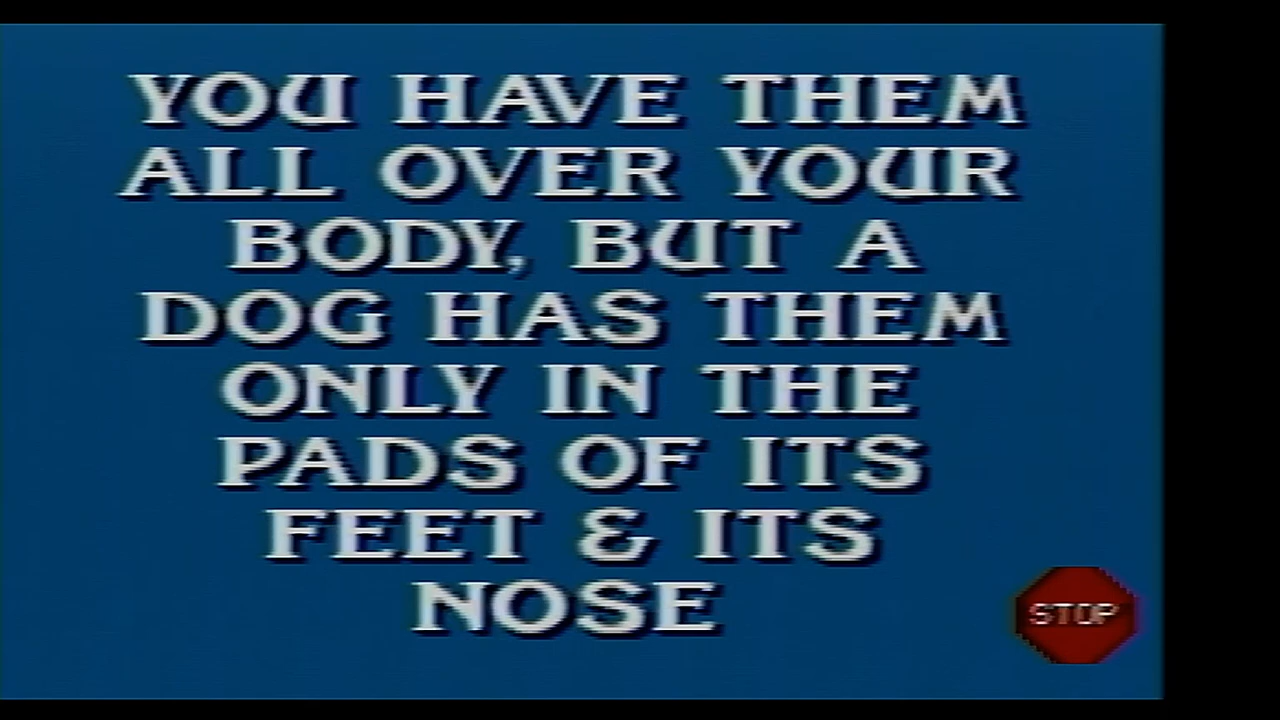 YOU HAVE THEM
ALL OVER YOUR
BODY, BUT A
DOG HAS THEM
ONLY IN THE
PADS OF ITS
FEET & ITS
NOSE
STOP